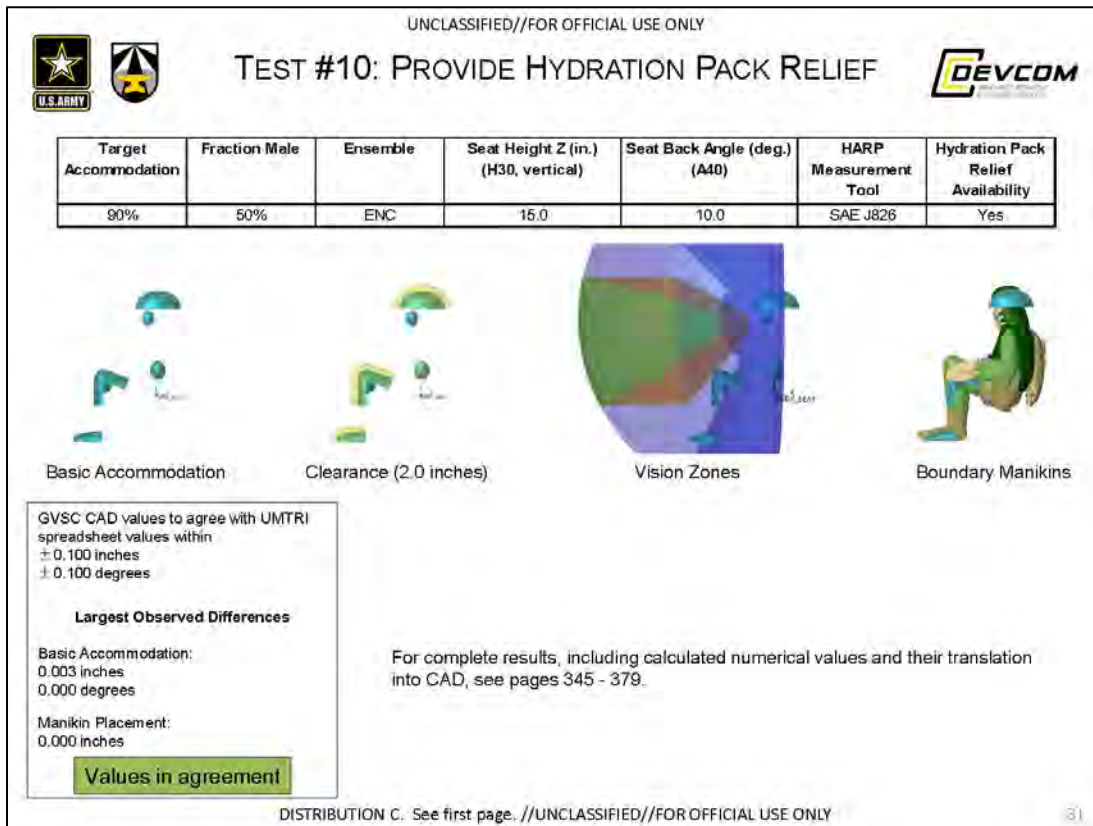 UNCLASSIFIED//FOR OFFICIAL USE ONLY
U.S.ARMY
TEST #10: PROVIDE HYDRATION PACK RELIEF
DEVCOM
Target Accommodation
Fraction Male
Ensemble
Seat Height Z (in.) (H30, vertical)
Seat Back Angle (deg.) (A40)
HARP Measurement Tool
Hydration Pack Relief Availability
90%
50%
ENC
15.0
10.0
SAE J826
Yes
Basic Accommodation
Clearance (2.0 inches)
Vision Zones
Boundary Manikins
GVSC CAD values to agree with UMTRI
spreadsheet values within
±0.100 inches
±0.100 degrees
Largest Observed Differences
Basic Accommodation:
0.003 inches
0.000 degrees
Manikin Placement:
0.000 inches
Values in agreement
For complete results, including calculated numerical values and their translation
into CAD, see pages 345 - 379.
DISTRIBUTION C. See first page. //UNCLASSIFIED//FOR OFFICIAL USE ONLY
31